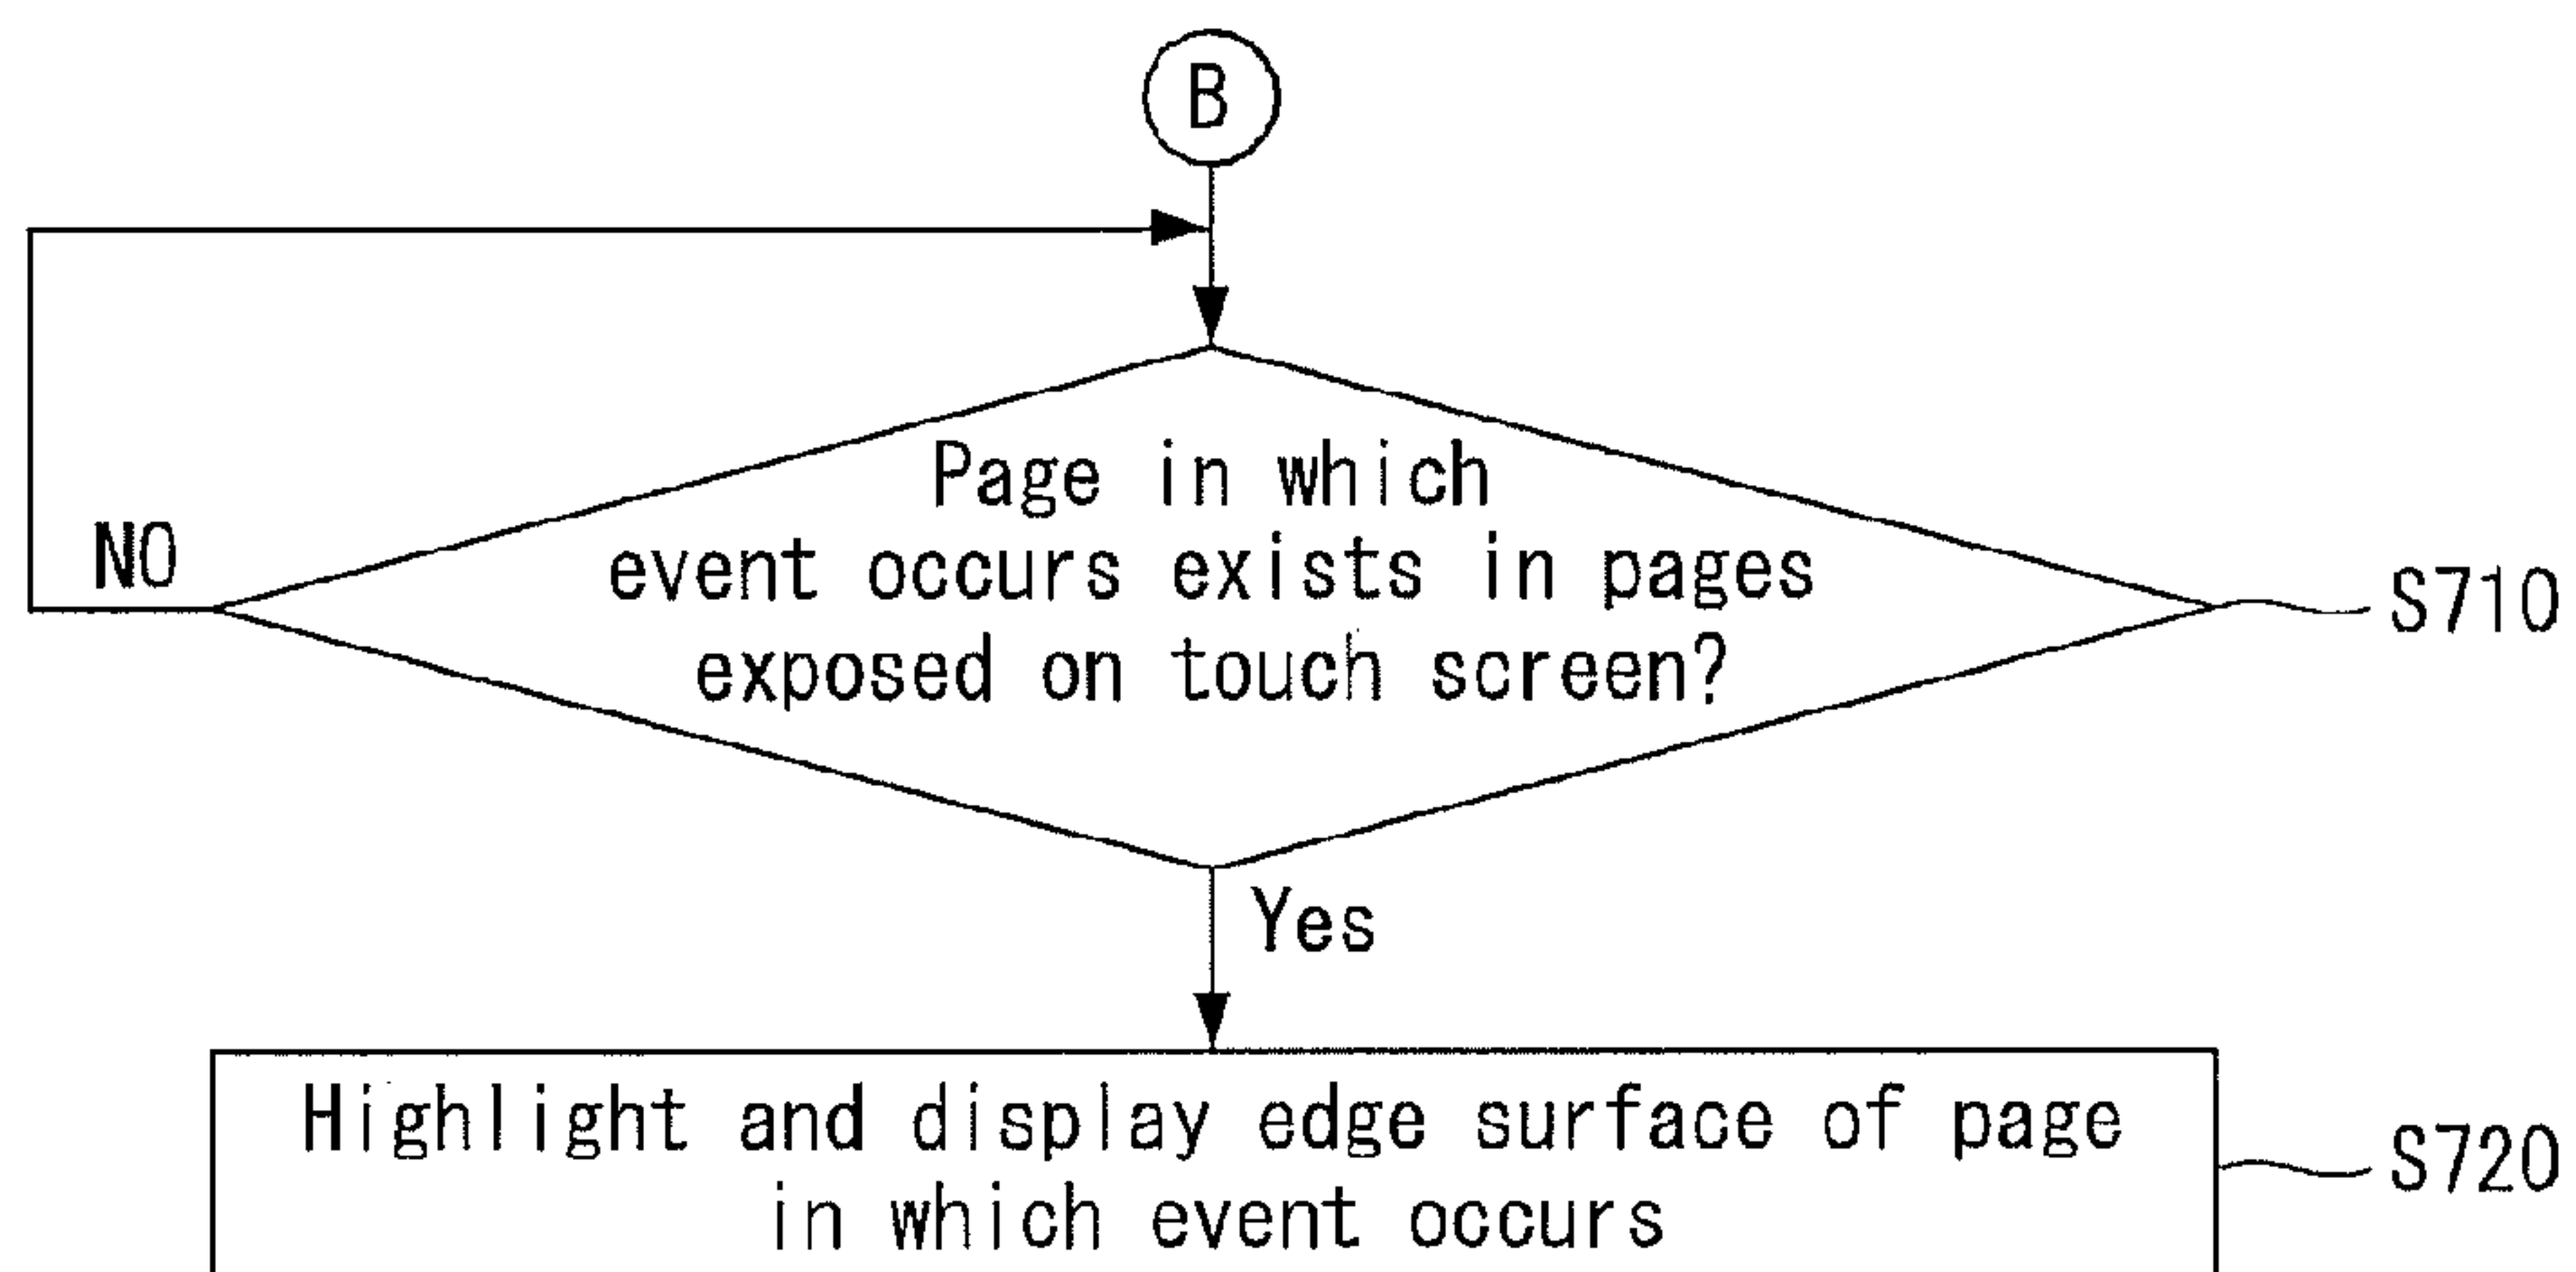 B
Page in which
event occurs exists in pages
exposed on touch screen?
NO
S710
Yes
Highlight and display edge surface of page
in which event occurs
S720